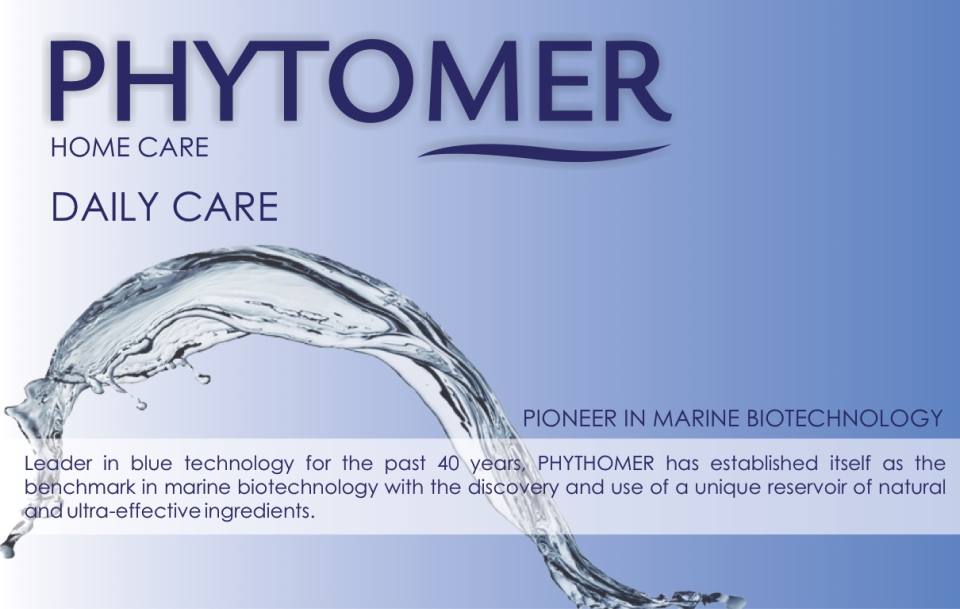 PHYTOMER
HOME CARE
DAILY CARE
PIONEER IN MARINE BIOTECHNOLOGY
Leader in blue technology for the past 40 years, PHYTHOMER has established itself as the
benchmark in marine biotechnology with the discovery and use of a unique reservoir of natural
and ultra-effective ingredients.